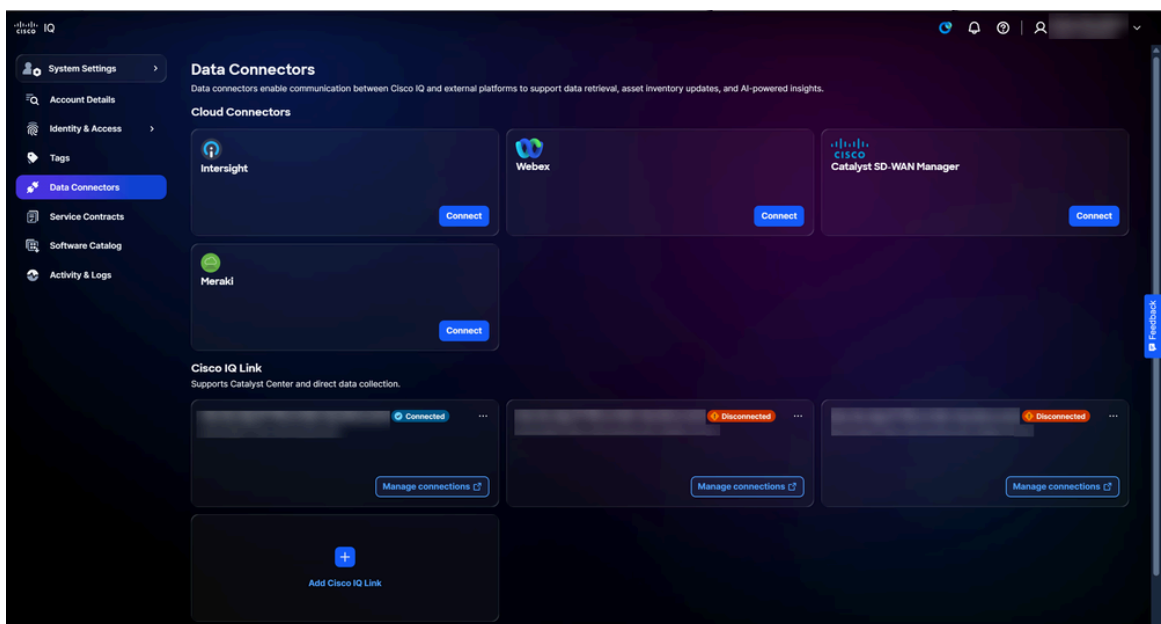 cisco IQ
System Settings
Account Details
Identity & Access
Tags
Data Connectors
Service Contracts
Software Catalog
Activity & Logs
Data Connectors
Data connectors enable communication between Cisco IQ and external platforms to support data retrieval, asset inventory updates, and AI-powered insights.
Cloud Connectors
Intersight
Connect
Webex
Connect
CISCO
Catalyst SD-WAN Manager
Connect
Meraki
Connect
Cisco IQ Link
Supports Catalyst Center and direct data collection.
Connected
Manage connections
Disconnected
Manage connections
Disconnected
Manage connections
Add Cisco IQ Link
Feedback